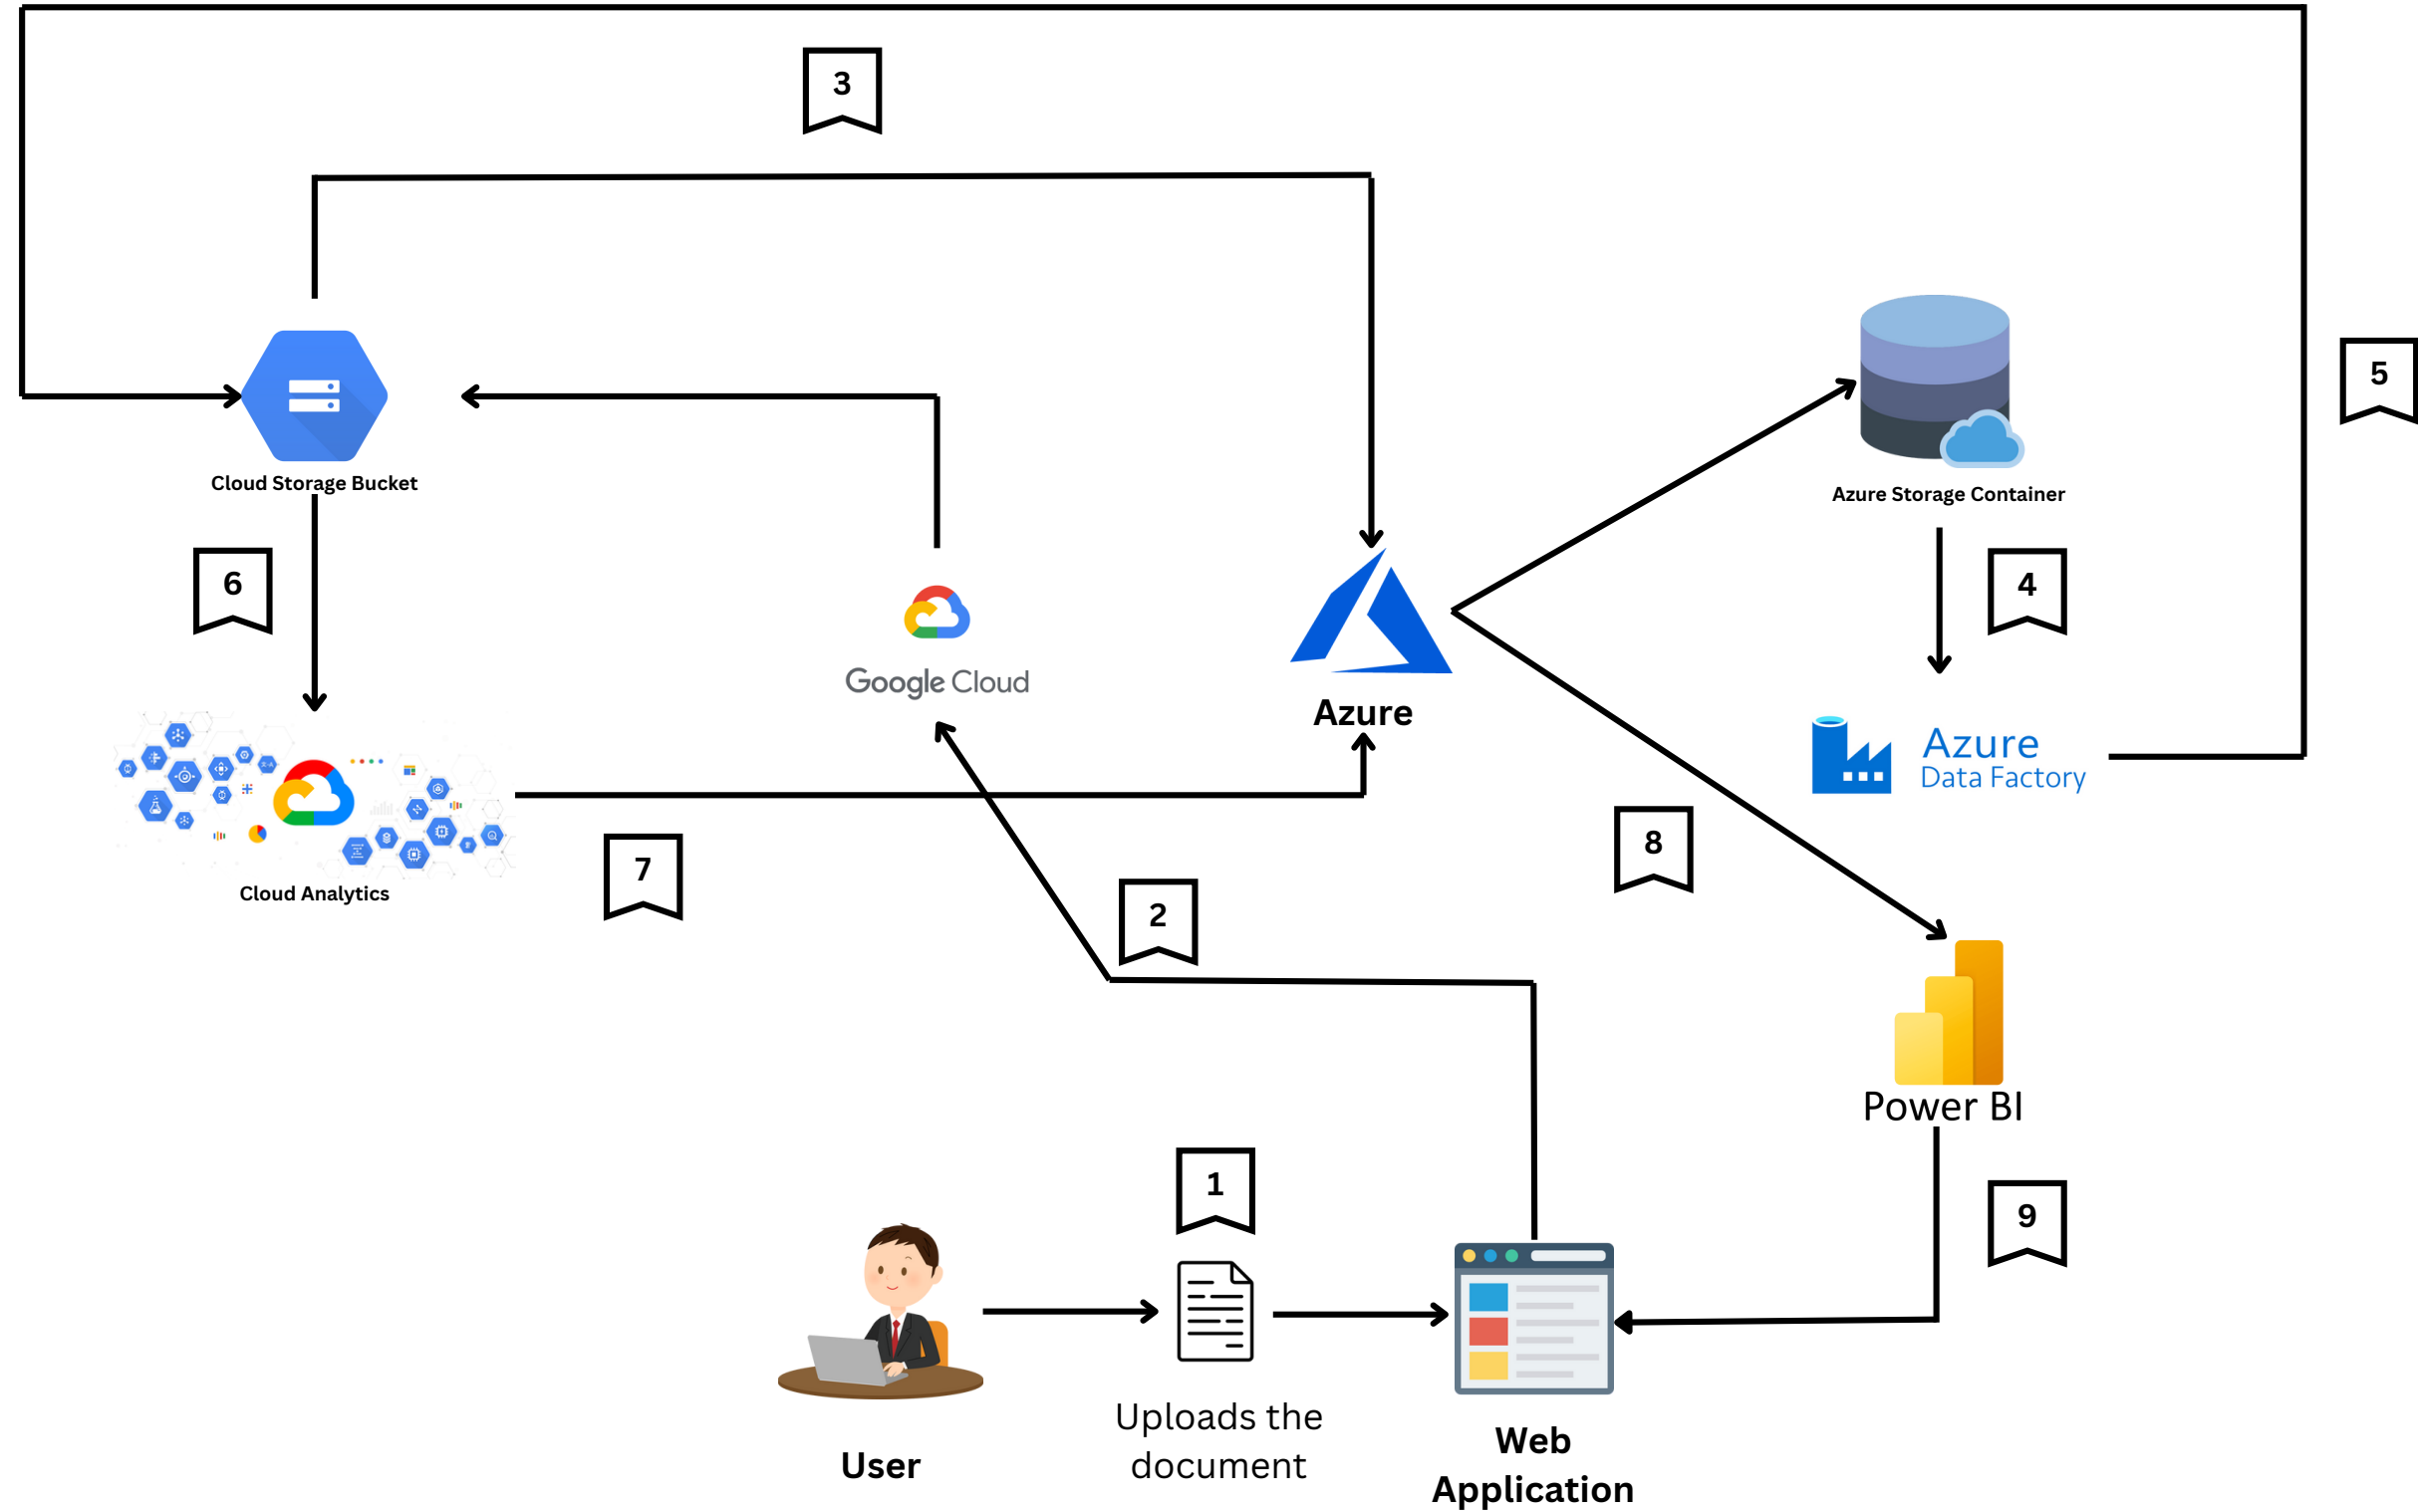 3
5
Cloud Storage Bucket
Azure Storage Container
6
4
Google Cloud
Azure
Azure
Data Factory
8
7
Cloud Analytics
2
Power BI
1
9
Uploads the
document
User
Web
Application